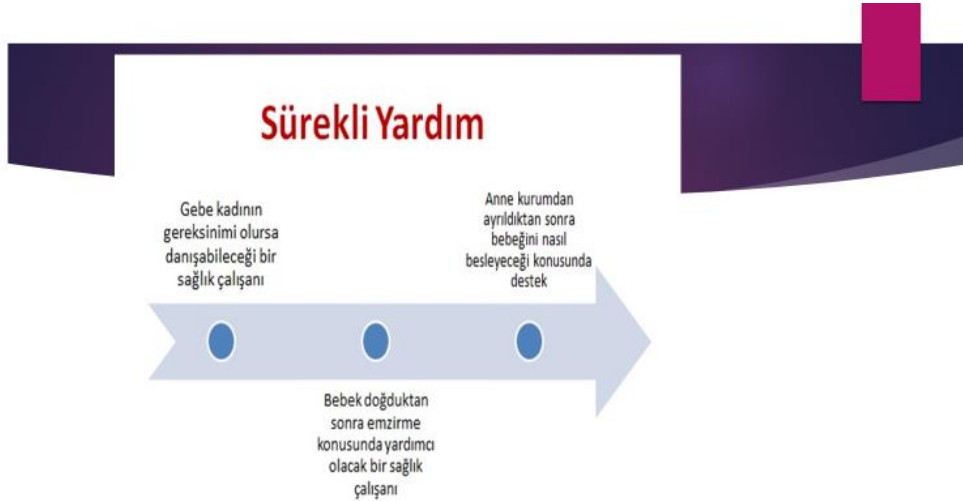 Sürekli Yardım
Gebe kadının
gereksinimi olursa
danışabileceği bir
sağlık çalışanı
Bebek doğduktan
sonra emzirme
konusunda yardımcı
olacak bir sağlık
çalışanı
Anne kurumdan
ayrıldıktan sonra
bebeğini nasıl
besleyeceği konusunda
destek